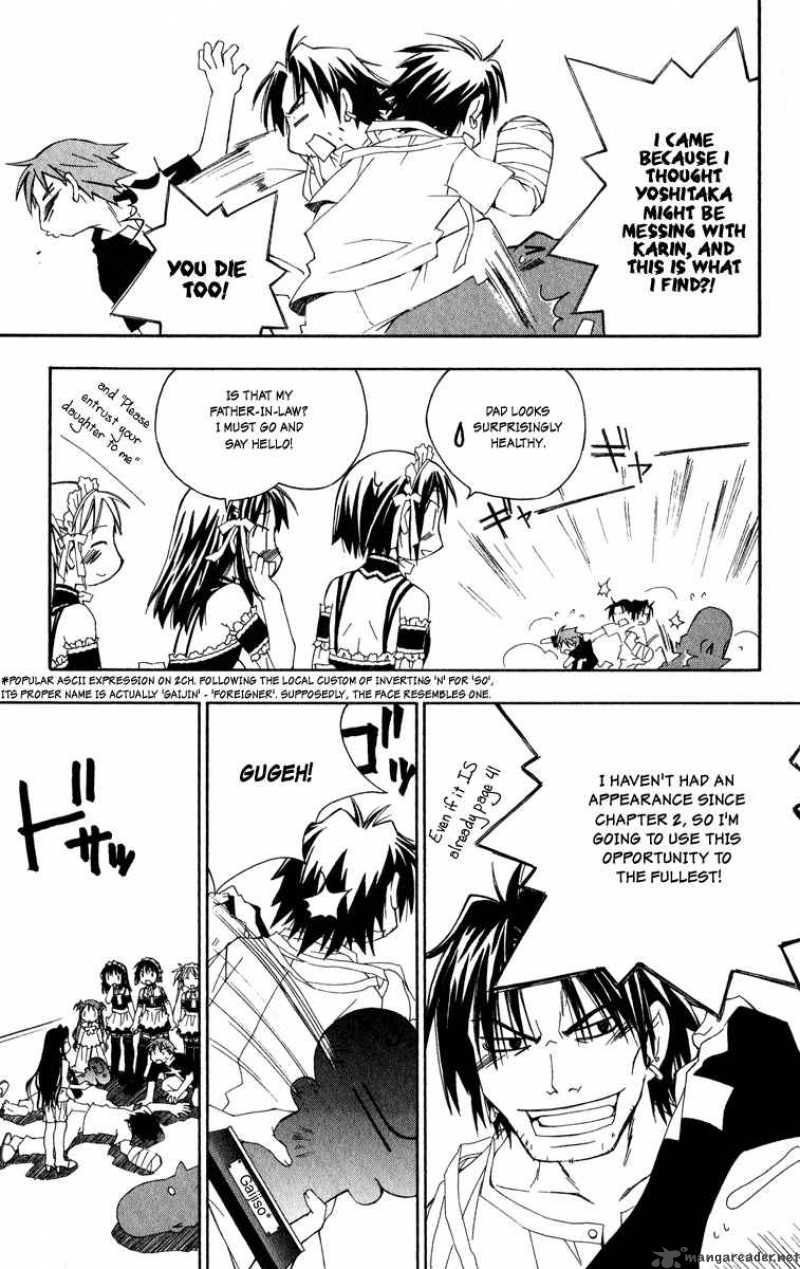 I CAME
BECAUSE I
THOUGHT
YOSHITAKA
MIGHT BE
MESSING WITH
KARIN, AND
THIS IS WHAT
I FIND?!
YOU DIE
TOO!
DAD LOOKS
SURPRISINGLY
HEALTHY.
IS THAT MY
FATHER-IN-LAW?
I MUST GO AND
SAY HELLO!
and "Please
entrust your
daughter to me"
#POPULAR ASCII EXPRESSION ON 2CH. FOLLOWING THE LOCAL CUSTOM OF INVERTING 'N' FOR 'SO',
ITS PROPER NAME IS ACTUALLY 'GAIJIN' - 'FOREIGNER'. SUPPOSEDLY, THE FACE RESEMBLES ONE.
I HAVEN'T HAD AN
APPEARANCE SINCE
CHAPTER 2, SO I'M
GOING TO USE THIS
OPPORTUNITY TO
THE FULLEST!
Even if it IS
already page 4!
ゴッ
GUGEH!
Gaijiso*
ドサッ
mangareader.net